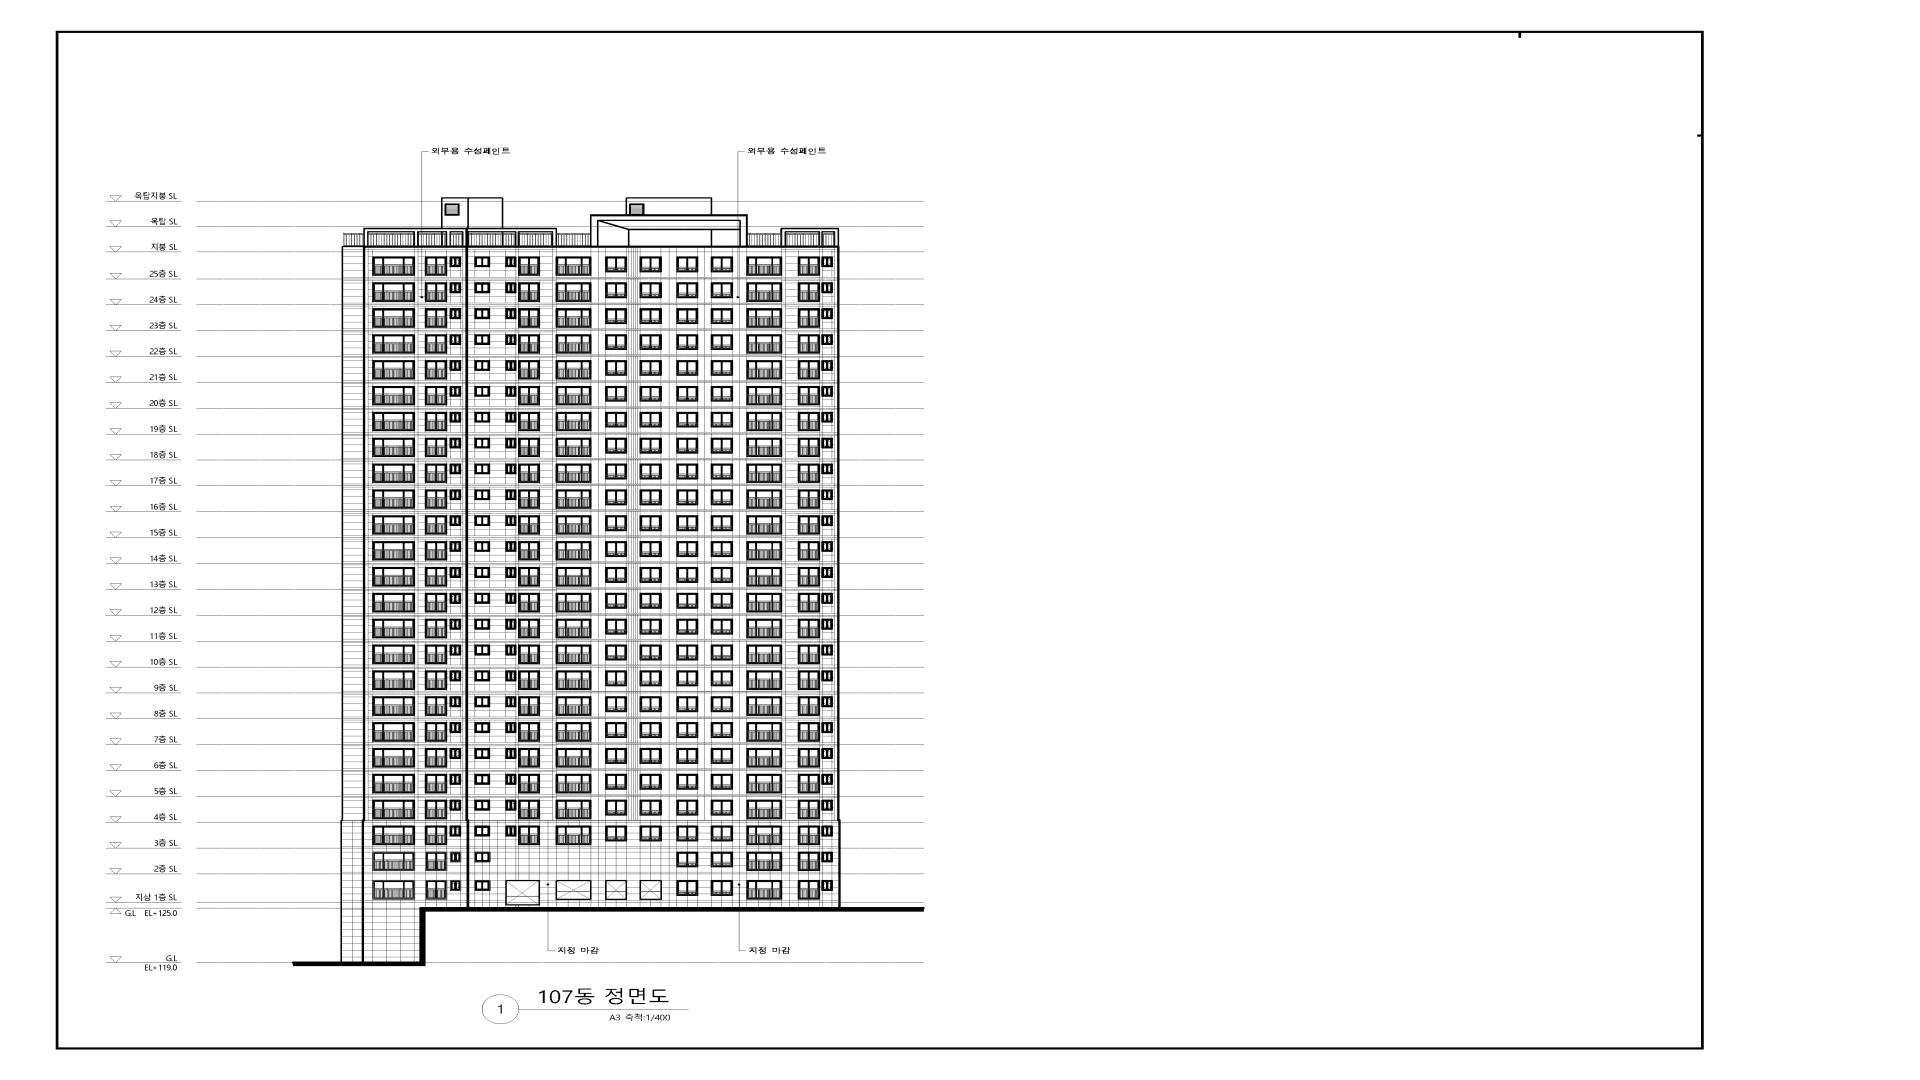 외부용 수성페인트
외부용 수성페인트
옥탑지붕 SL
옥탑 SL
지붕 SL
25층 SL
24층 SL
23층 SL
22층 SL
21층 SL
20층 SL
19층 SL
18층 SL
17층 SL
16층 SL
15층 SL
14층 SL
13층 SL
12층 SL
11층 SL
10층 SL
9층 SL
8층 SL
7층 SL
6층 SL
5층 SL
4층 SL
3층 SL
2층 SL
지상 1층 SL
G.L EL+125.0
지정 마감
지정 마감
G.L
EL+119.0
1
107동 정면도
A3 축척:1/400